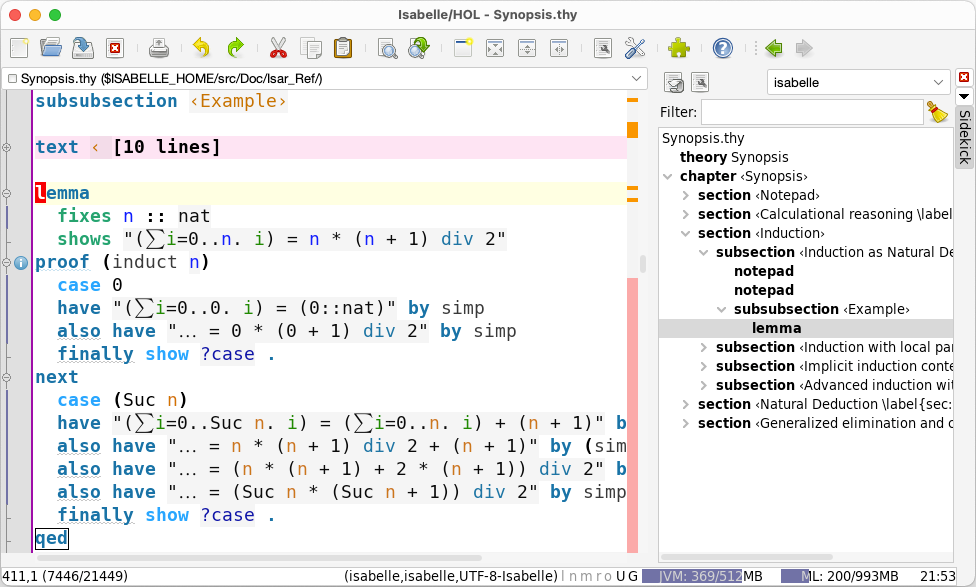 Isabelle/HOL - Synopsis.thy
Synopsis.thy ($ISABELLE_HOME/src/Doc/Isar_Ref/)
subsubsection ‹Example›
text ‹ [10 lines]
lemma
fixes n :: nat
shows "(∑i=0..n. i) = n * (n + 1) div 2"
proof (induct n)
case 0
have "(∑i=0..0. i) = (0::nat)" by simp
also have "… = 0 * (0 + 1) div 2" by simp
finally show ?case .
next
case (Suc n)
have "(∑i=0..Suc n. i) = (∑i=0..n. i) + (n + 1)" b
also have "… = n * (n + 1) div 2 + (n + 1)" by (sim
also have "… = (n * (n + 1) + 2 * (n + 1)) div 2" b
also have "… = (Suc n * (Suc n + 1)) div 2" by simp
finally show ?case .
qed
isabelle
Filter:
Synopsis.thy
theory Synopsis
chapter ‹Synopsis›
section ‹Notepad›
section ‹Calculational reasoning \label
section ‹Induction›
subsection ‹Induction as Natural De
notepad
notepad
subsubsection ‹Example›
lemma
subsection ‹Induction with local pa
subsection ‹Implicit induction conte
subsection ‹Advanced induction wit
section ‹Natural Deduction \label{sec:
section ‹Generalized elimination and c
Sidekick
411,1 (7446/21449)
(isabelle,isabelle,UTF-8-Isabelle) l n m r o U G
JVM: 369/512MB
ML: 200/993MB
21:53